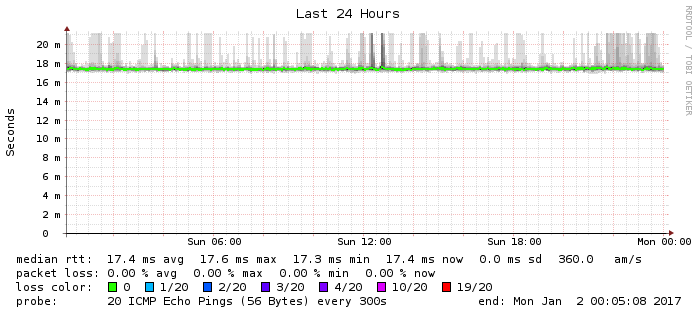 Last 24 Hours
RRDTOOL / TOBI OETIKER
Seconds
20 m
18 m
16 m
14 m
12 m
10 m
8 m
6 m
4 m
2 m
0
Sun 06:00 Sun 12:00 Sun 18:00 Mon 00:00
median rtt: 17.4 ms avg 17.6 ms max 17.3 ms min 17.4 ms now 0.0 ms sd 360.0 am/s
packet loss: 0.00 % avg 0.00 % max 0.00 % min 0.00 % now
loss color: 0 1/20 2/20 3/20 4/20 10/20 19/20
probe: 20 ICMP Echo Pings (56 Bytes) every 300s end: Mon Jan 2 00:05:08 2017